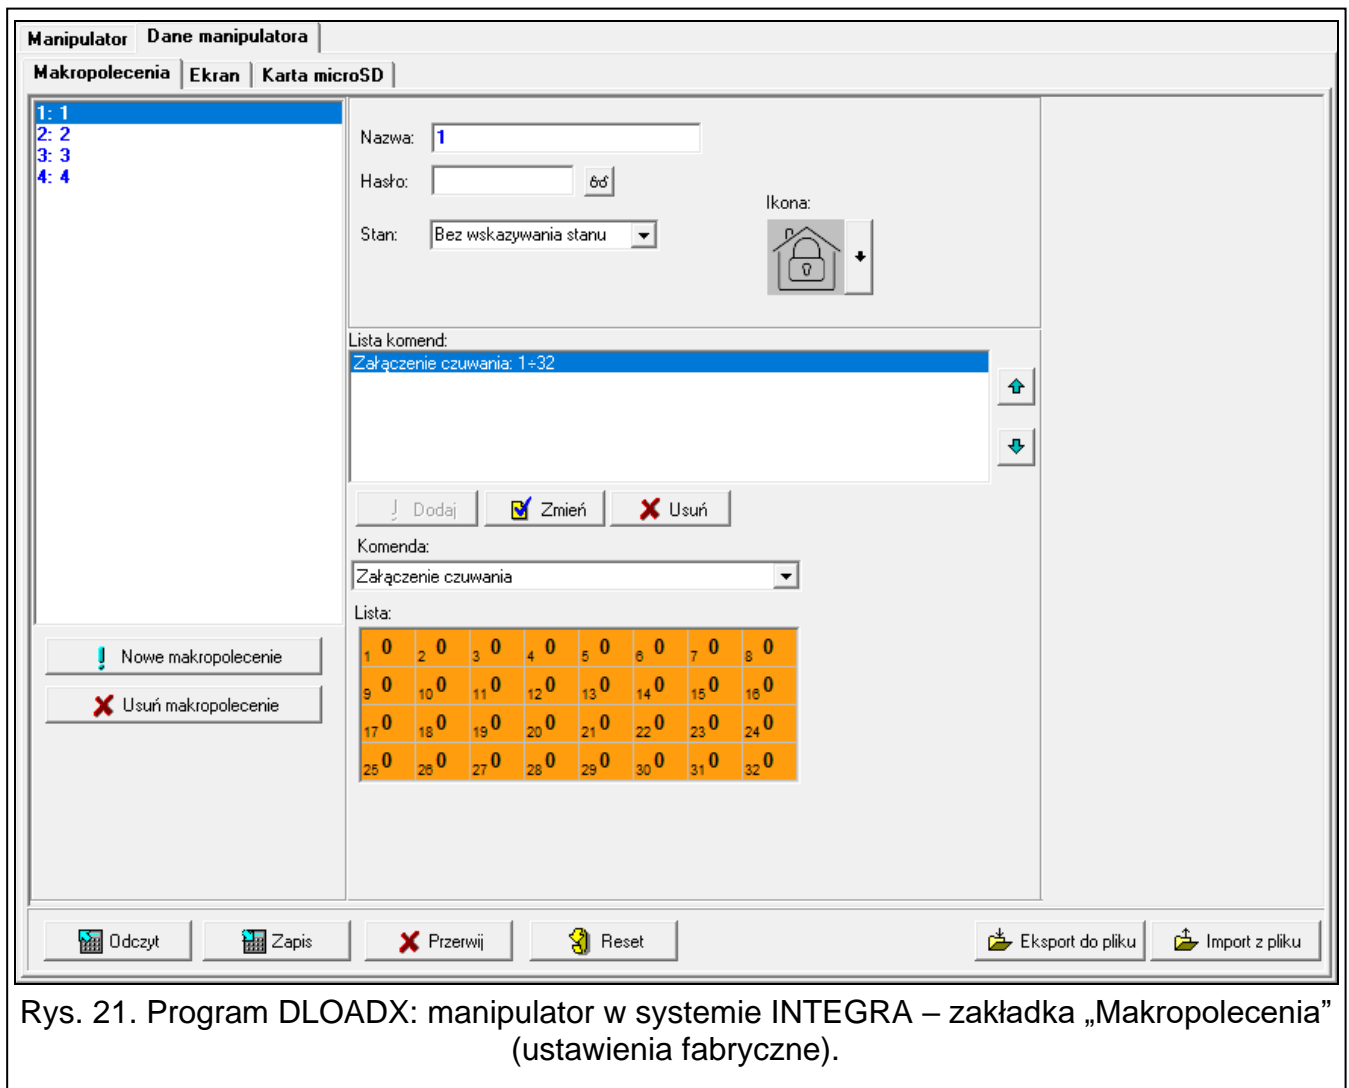 Manipulator Dane manipulatora
Makropolecenia Ekran Karta microSD
1: 1
2: 2
3: 3
4: 4
Nazwa: 1
Hasło:
Stan: Bez wskazywania stanu
Ikona:
Lista komend:
Załączenie czuwania: 1÷32
Dodaj Zmień Usuń
Komenda:
Załączenie czuwania
Lista:
1 0 2 0 3 0 4 0 5 0 6 0 7 0 8 0
9 0 10 0 11 0 12 0 13 0 14 0 15 0 16 0
17 0 18 0 19 0 20 0 21 0 22 0 23 0 24 0
25 0 26 0 27 0 28 0 29 0 30 0 31 0 32 0
Nowe makropolecenie
Usuń makropolecenie
Odczyt Zapis Przerwij Reset Eksport do pliku Import z pliku
Rys. 21. Program DLOADX: manipulator w systemie INTEGRA – zakładka „Makropolecenia”
(ustawienia fabryczne).